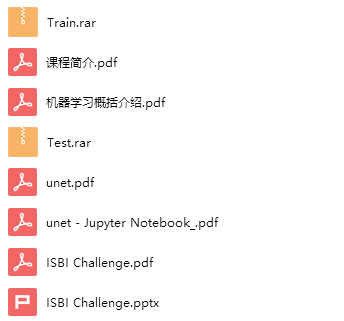 Train.rar
课程简介.pdf
机器学习概括介绍.pdf
Test.rar
unet.pdf
unet - Jupyter Notebook_.pdf
ISBI Challenge.pdf
ISBI Challenge.pptx